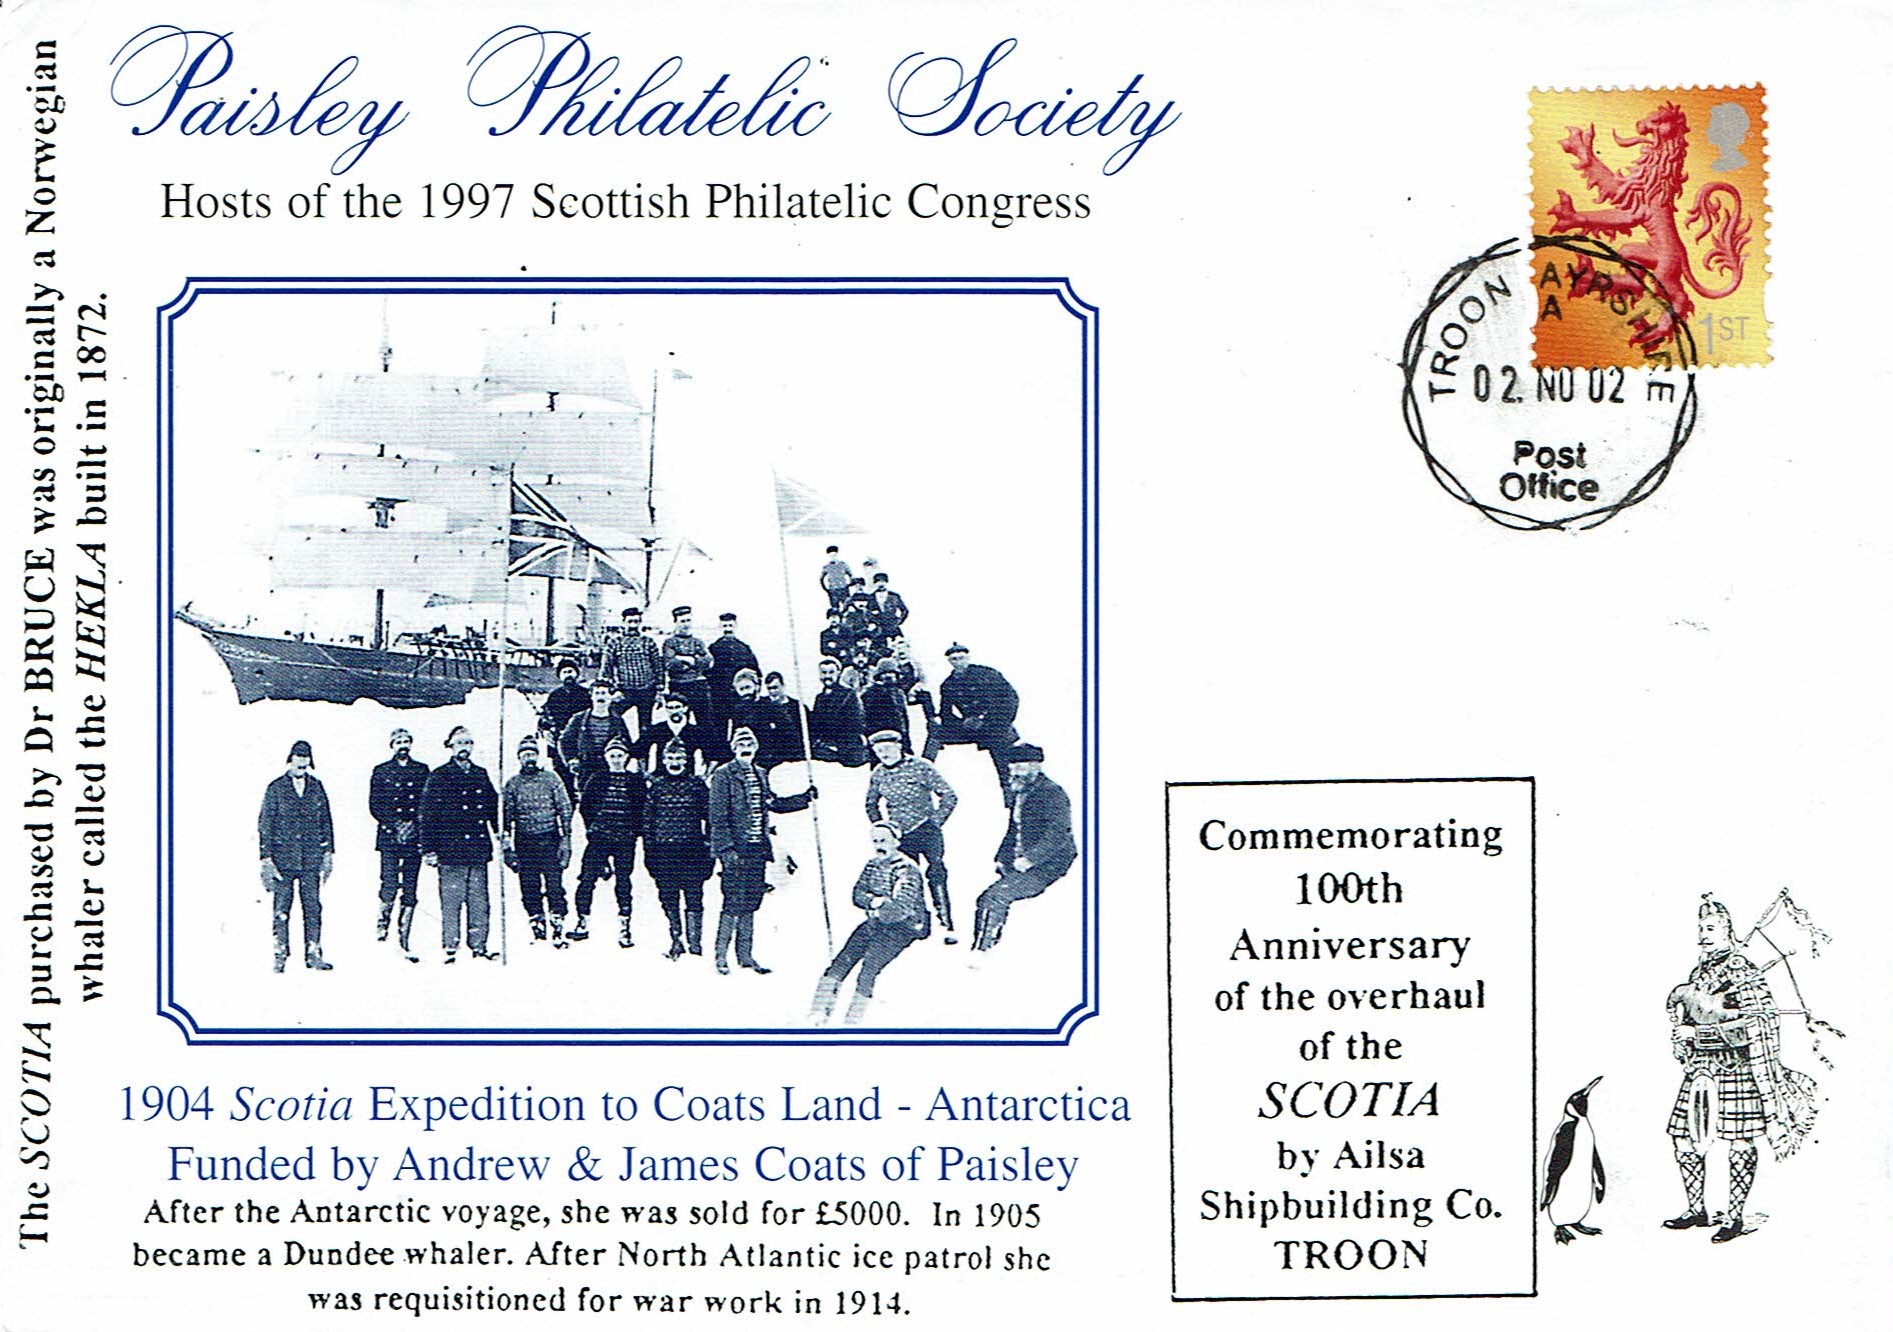 The SCOTIA purchased by Dr BRUCE was originally a Norwegian
whaler called the HEKLA built in 1872.
Paisley Philatelic Society
Hosts of the 1997 Scottish Philatelic Congress
1ST
TROON AYRSHIRE
A
02. NO 02
Post
Office
1904 Scotia Expedition to Coats Land - Antarctica
Funded by Andrew & James Coats of Paisley
After the Antarctic voyage, she was sold for £5000. In 1905
became a Dundee whaler. After North Atlantic ice patrol she
was requisitioned for war work in 1914.
Commemorating
100th
Anniversary
of the overhaul
of the
SCOTIA
by Ailsa
Shipbuilding Co.
TROON